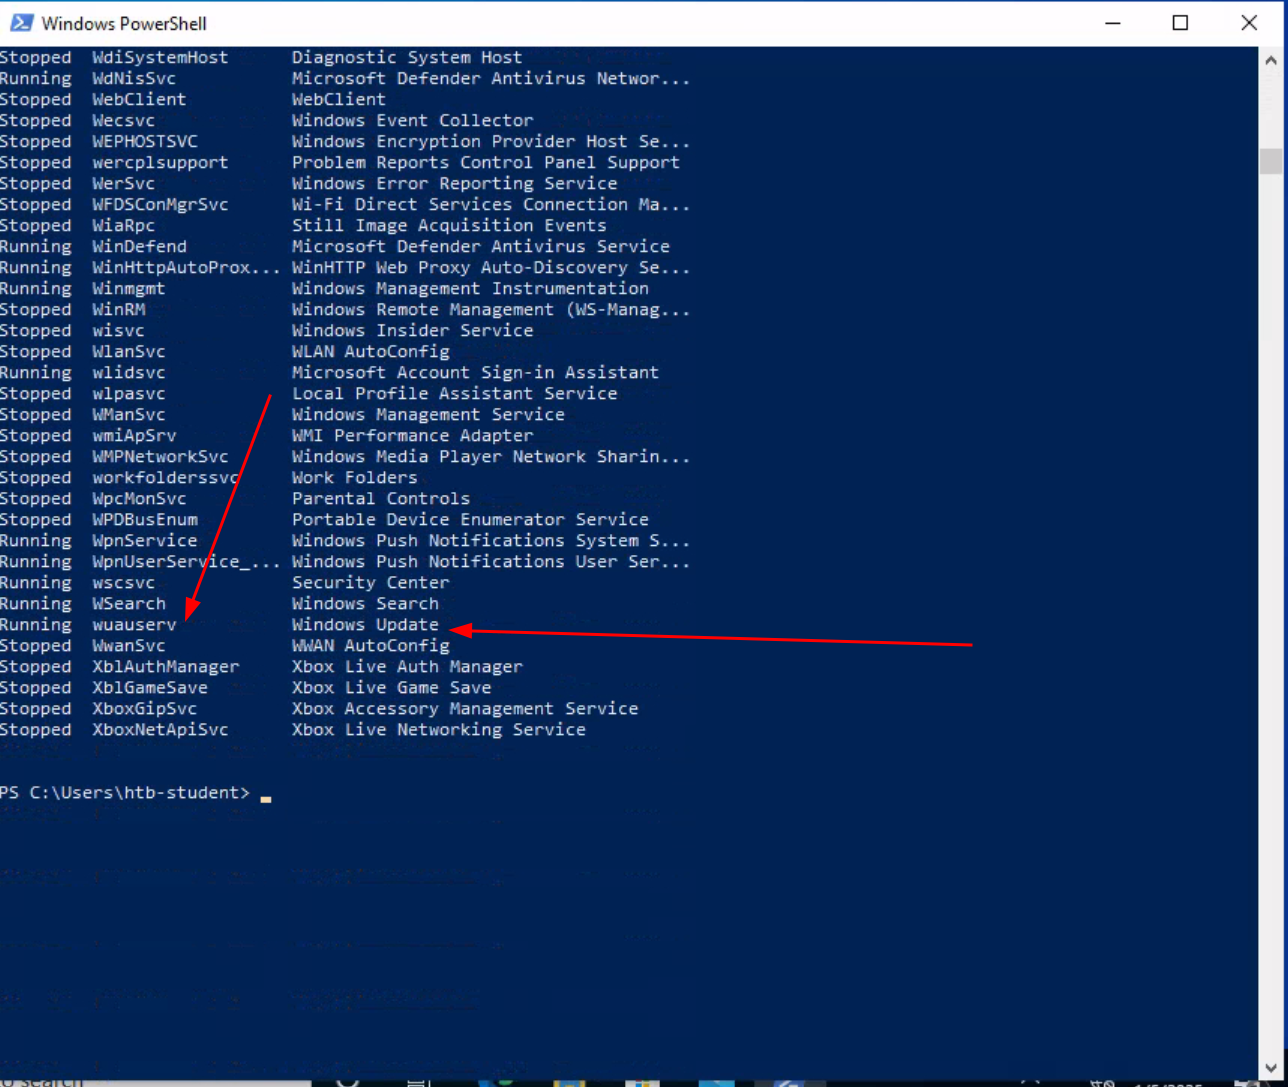 Windows PowerShell
Stopped WdiSystemHost Diagnostic System Host
Running WdNisSvc Microsoft Defender Antivirus Networ...
Stopped WebClient WebClient
Stopped Wecsvc Windows Event Collector
Stopped WEPHOSTSVC Windows Encryption Provider Host Se...
Stopped wercplsupport Problem Reports Control Panel Support
Stopped WerSvc Windows Error Reporting Service
Stopped WFDSConMgrSvc Wi-Fi Direct Services Connection Ma...
Stopped WiaRpc Still Image Acquisition Events
Running WinDefend Microsoft Defender Antivirus Service
Running WinHttpAutoProx... WinHTTP Web Proxy Auto-Discovery Se...
Running Winmgmt Windows Management Instrumentation
Stopped WinRM Windows Remote Management (WS-Manag...
Stopped wisvc Windows Insider Service
Stopped WlanSvc WLAN AutoConfig
Running wlidsvc Microsoft Account Sign-in Assistant
Stopped wlpasvc Local Profile Assistant Service
Stopped WManSvc Windows Management Service
Stopped wmiApSrv WMI Performance Adapter
Stopped WMPNetworkSvc Windows Media Player Network Sharin...
Stopped workfolderssvc Work Folders
Stopped WpcMonSvc Parental Controls
Stopped WPDBusEnum Portable Device Enumerator Service
Running WpnService Windows Push Notifications System S...
Running WpnUserService_... Windows Push Notifications User Ser...
Running wscsvc Security Center
Running WSearch Windows Search
Running wuauserv Windows Update
Stopped WwanSvc WWAN AutoConfig
Stopped XblAuthManager Xbox Live Auth Manager
Stopped XblGameSave Xbox Live Game Save
Stopped XboxGipSvc Xbox Accessory Management Service
Stopped XboxNetApiSvc Xbox Live Networking Service
PS C:\Users\htb-student> _
to search